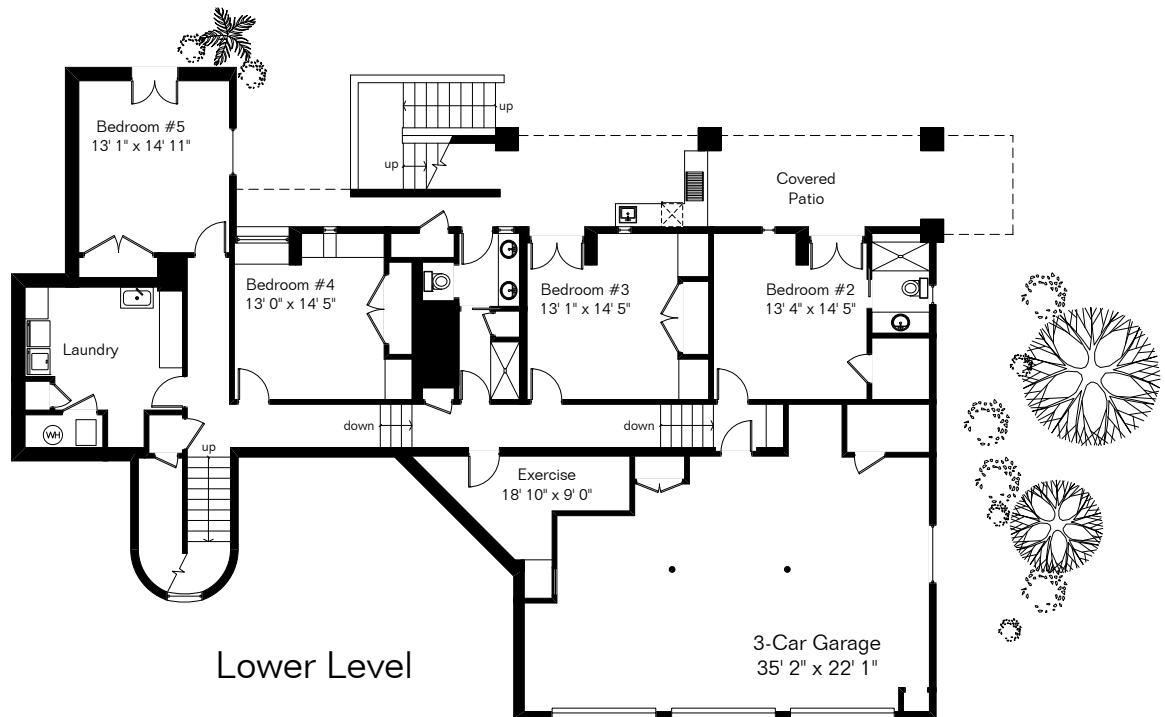 Bedroom #5
13' 1" x 14' 11"
up
up
Covered
Patio
Bedroom #4
13' 0" x 14' 5"
Bedroom #3
13' 1" x 14' 5"
Bedroom #2
13' 4" x 14' 5"
Laundry
WH
up
down
down
Exercise
18' 10" x 9' 0"
3-Car Garage
35' 2" x 22' 1"
Lower Level